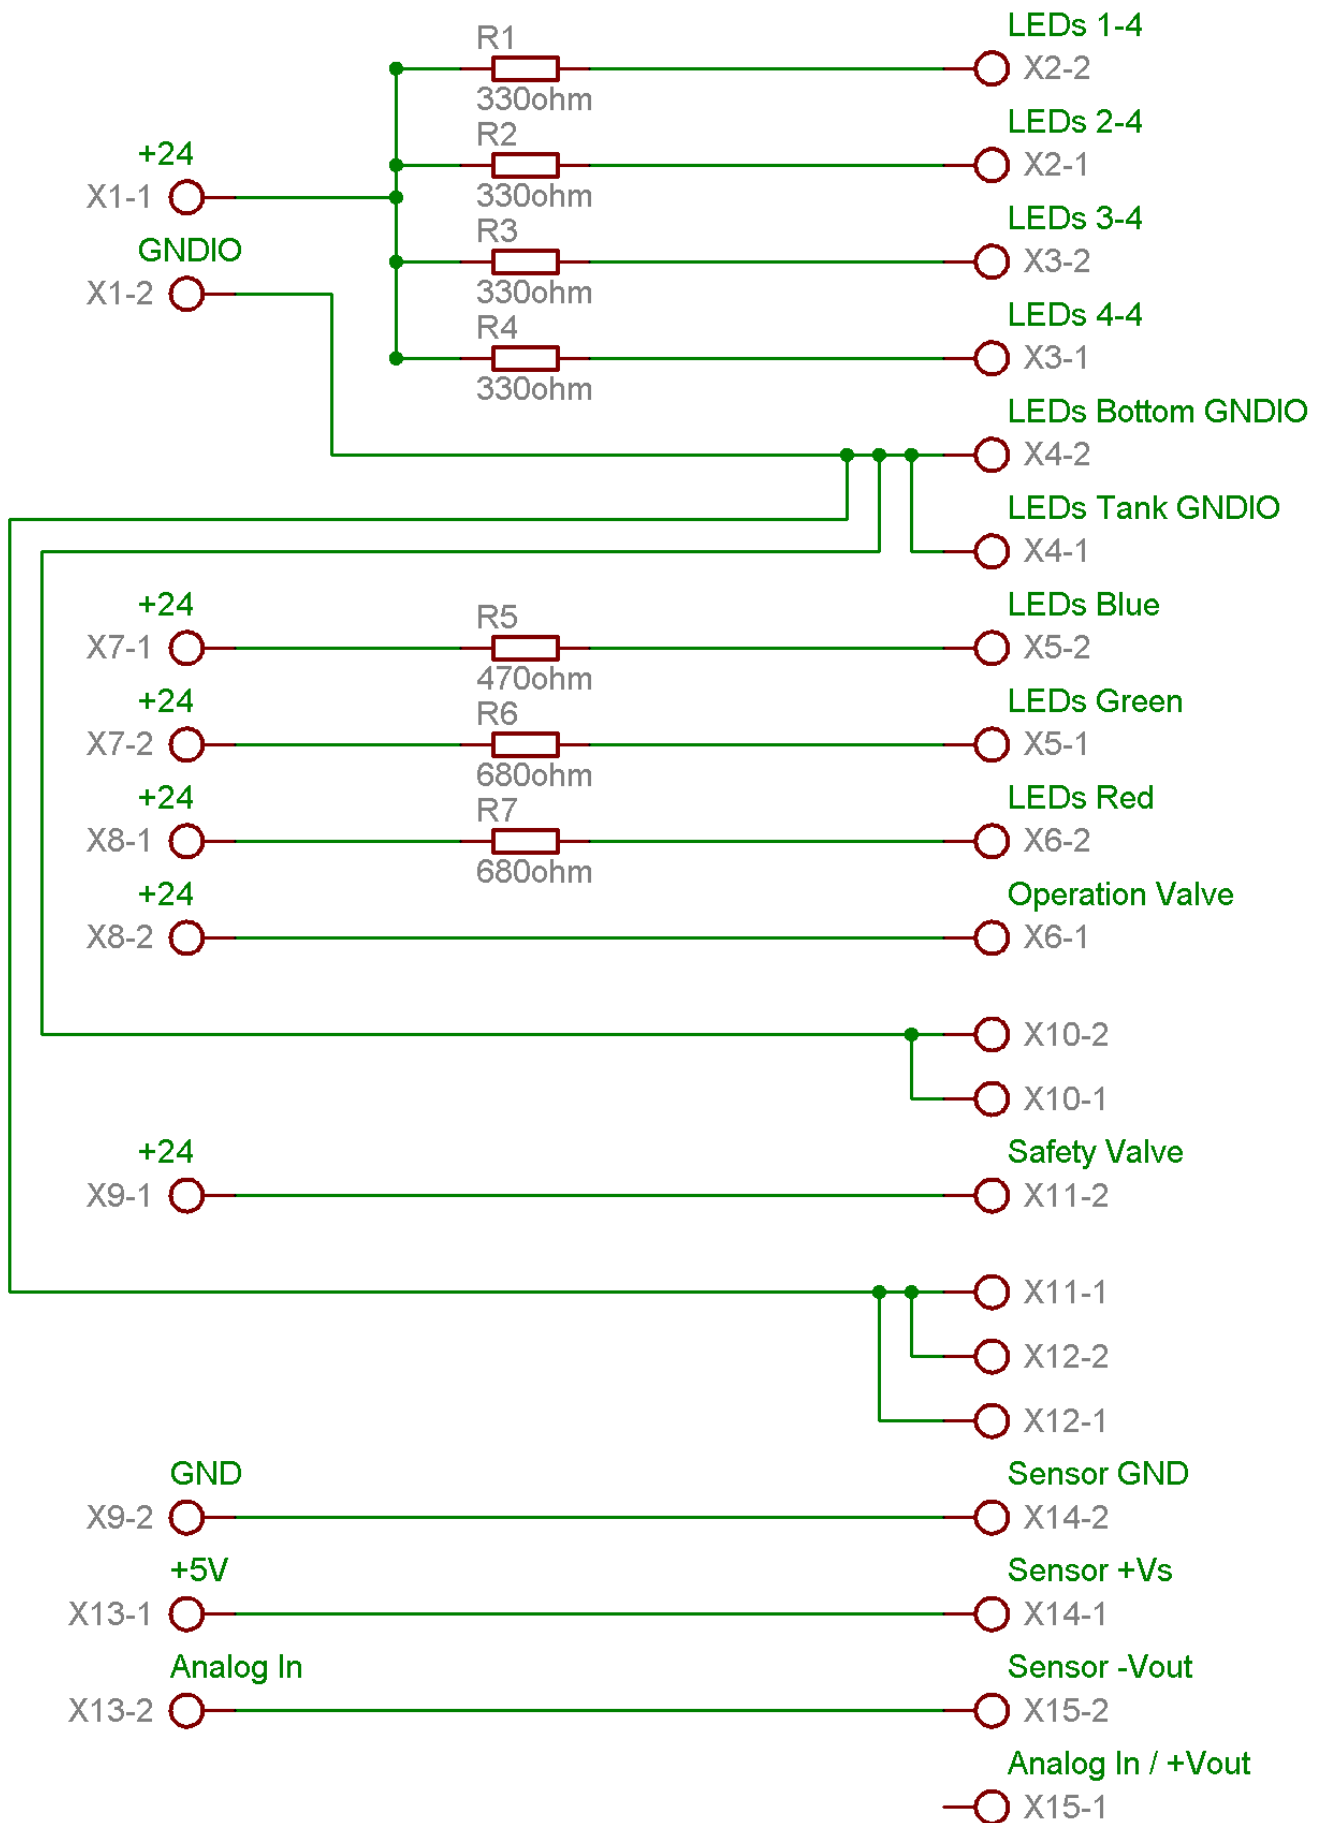 LEDs 1-4
R1
X2-2
330ohm
LEDs 2-4
R2
+24
X2-1
X1-1
330ohm
LEDs 3-4
R3
GNDIO
X3-2
X1-2
330ohm
LEDs 4-4
R4
X3-1
330ohm
LEDs Bottom GNDIO
X4-2
LEDs Tank GNDIO
X4-1
+24
LEDs Blue
R5
X7-1
X5-2
470ohm
+24
LEDs Green
R6
X7-2
X5-1
680ohm
+24
LEDs Red
R7
X8-1
X6-2
680ohm
+24
Operation Valve
X8-2
X6-1
X10-2
X10-1
+24
Safety Valve
X9-1
X11-2
X11-1
X12-2
X12-1
GND
Sensor GND
X9-2
X14-2
+5V
Sensor +Vs
X13-1
X14-1
Analog In
Sensor -Vout
X13-2
X15-2
Analog In / +Vout
X15-1